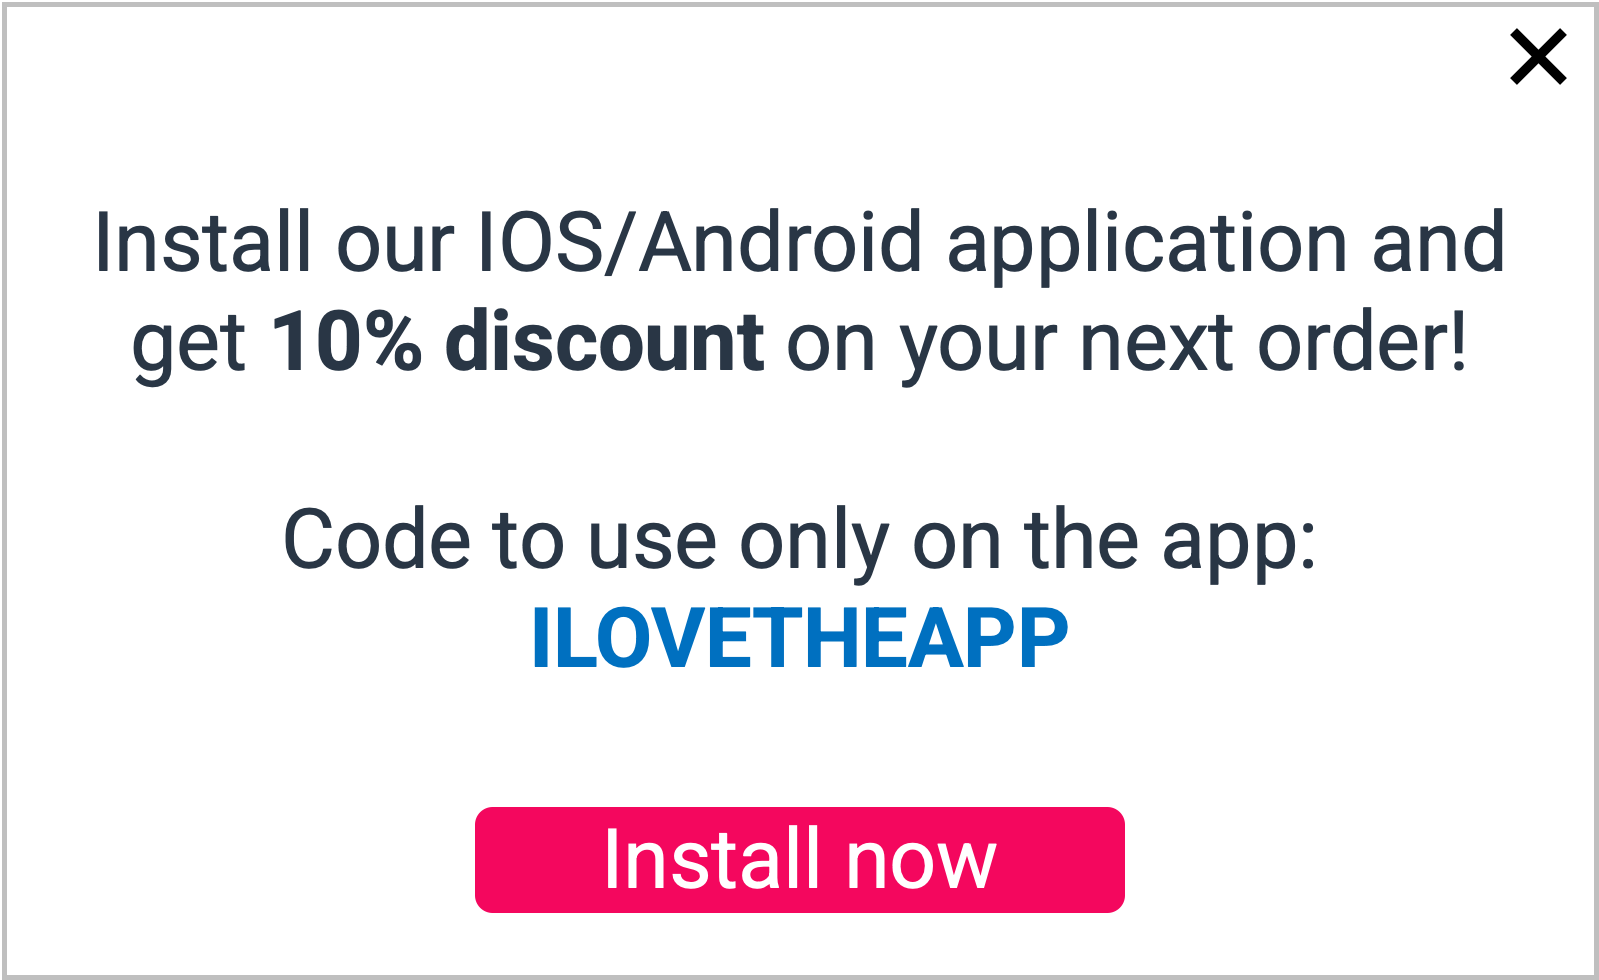 Install our IOS/Android application and
get 10% discount on your next order!
Code to use only on the app:
ILOVETHEAPP
Install now